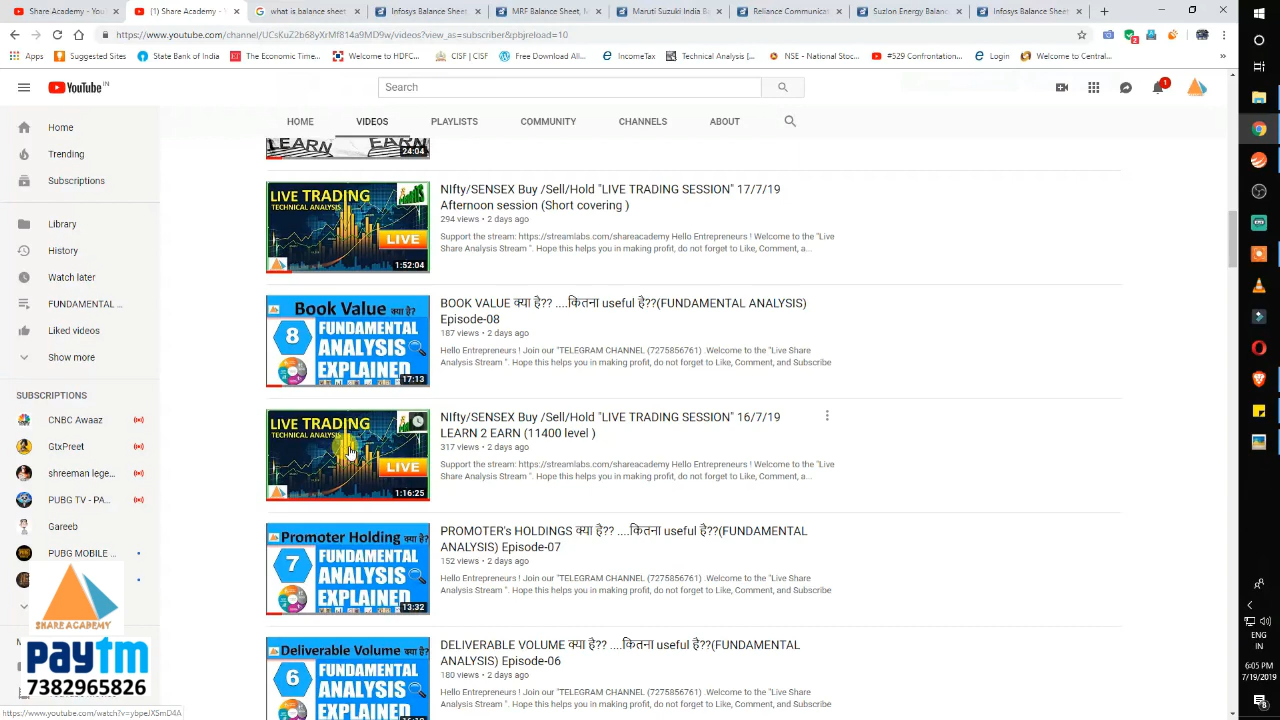 Share Academy - Y
(1) Share Academy - V
what is balance sheet
Infosys Balance Sheet
MRF Balance Sheet, M
Maruti Suzuki India Ba
Reliance Communicat
Suzlon Energy Balanc
Infosys Balance Sheet
https://www.youtube.com/channel/UCsKuZ2b68yXrMf814a9MD9w/videos?view_as=subscriber&pbjreload=10
Apps
Suggested Sites
State Bank of India
The Economic Time...
Welcome to HDFC...
CISF | CISF
Free Download All...
IncomeTax
Technical Analysis [...
NSE - National Stoc...
#529 Confrontation...
Login
Welcome to Central...
YouTube IN
Search
1
HOME
VIDEOS
PLAYLISTS
COMMUNITY
CHANNELS
ABOUT
Home
Trending
Subscriptions
Library
History
Watch later
FUNDAMENTAL ...
Liked videos
Show more
SUBSCRIPTIONS
CNBC Awaaz
GtxPreet
shreeman lege...
PUBG TV - PA...
Gareeb
PUBG MOBILE ...
SHARE ACADEMY
paytm
7382965826
LEARN EARN
24:04
LIVE TRADING
TECHNICAL ANALYSIS
LIVE
1:52:04
NIfty/SENSEX Buy /Sell/Hold "LIVE TRADING SESSION" 17/7/19
Afternoon session (Short covering )
294 views • 2 days ago
Support the stream: https://streamlabs.com/shareacademy Hello Entrepreneurs ! Welcome to the "Live
Share Analysis Stream ". Hope this helps you in making profit, do not forget to Like, Comment, a...
Book Value क्या है?
8
FUNDAMENTAL
ANALYSIS
EXPLAINED
17:13
BOOK VALUE क्या है?? ....कितना useful है??(FUNDAMENTAL ANALYSIS)
Episode-08
187 views • 2 days ago
Hello Entrepreneurs ! Join our "TELEGRAM CHANNEL (7275856761) .Welcome to the Live
Share Analysis Stream ". Hope this helps you in making profit, do not forget to Like, Comment, and Subscribe
LIVE TRADING
TECHNICAL ANALYSIS
LIVE
1:16:25
NIfty/SENSEX Buy /Sell/Hold "LIVE TRADING SESSION" 16/7/19
LEARN 2 EARN (11400 level )
317 views • 2 days ago
Support the stream: https://streamlabs.com/shareacademy Hello Entrepreneurs ! Welcome to the "Live
Share Analysis Stream ". Hope this helps you in making profit, do not forget to Like, Comment, a...
Promoter Holding क्या है?
7
FUNDAMENTAL
ANALYSIS
EXPLAINED
13:32
PROMOTER's HOLDINGS क्या है?? ....कितना useful है??(FUNDAMENTAL
ANALYSIS) Episode-07
152 views • 2 days ago
Hello Entrepreneurs ! Join our "TELEGRAM CHANNEL (7275856761) .Welcome to the Live
Share Analysis Stream ". Hope this helps you in making profit, do not forget to Like, Comment, and Subscribe
Deliverable Volume क्या है?
6
FUNDAMENTAL
ANALYSIS
DELIVERABLE VOLUME क्या है?? ....कितना useful है??(FUNDAMENTAL
ANALYSIS) Episode-06
180 views • 2 days ago
Hello Entrepreneurs ! Join our "TELEGRAM CHANNEL (7275856761) .Welcome to the Live
Share Analysis Stream ". Hope this helps you in making profit, do not forget to Like, Comment, and Subscribe
https://www.youtube.com/watch?v=ybpeJXSmD4A
ENG
IN
6:05 PM
7/19/2019